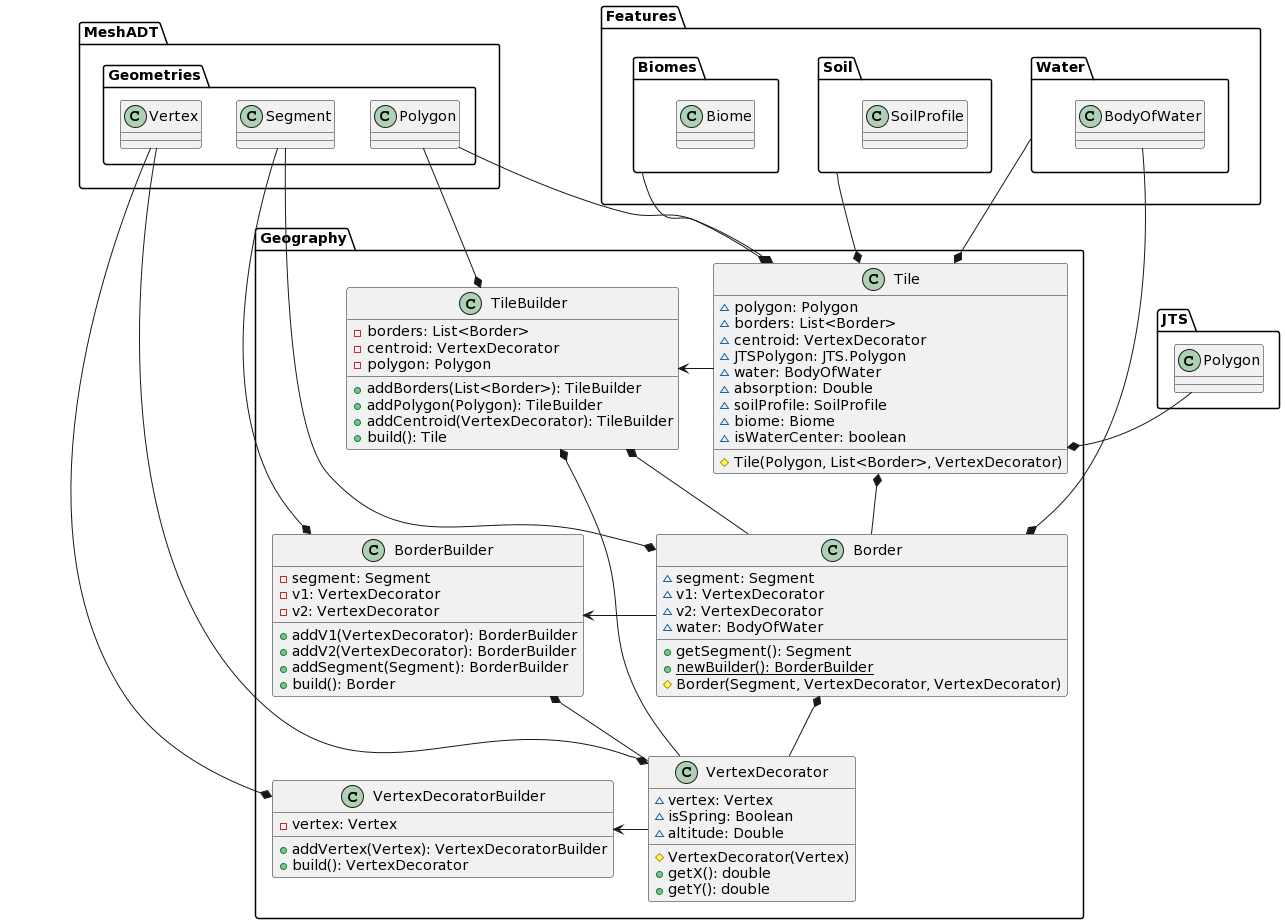 MeshADT
Geometries
C Vertex
C Segment
C Polygon
Features
Biomes
C Biome
Soil
C SoilProfile
Water
C BodyOfWater
Geography
C TileBuilder
borders: List<Border>
centroid: VertexDecorator
polygon: Polygon
addBorders(List<Border>): TileBuilder
addPolygon(Polygon): TileBuilder
addCentroid(VertexDecorator): TileBuilder
build(): Tile
C Tile
polygon: Polygon
borders: List<Border>
centroid: VertexDecorator
JTSPolygon: JTS.Polygon
water: BodyOfWater
absorption: Double
soilProfile: SoilProfile
biome: Biome
isWaterCenter: boolean
Tile(Polygon, List<Border>, VertexDecorator)
JTS
C Polygon
C BorderBuilder
segment: Segment
v1: VertexDecorator
v2: VertexDecorator
addV1(VertexDecorator): BorderBuilder
addV2(VertexDecorator): BorderBuilder
addSegment(Segment): BorderBuilder
build(): Border
C Border
segment: Segment
v1: VertexDecorator
v2: VertexDecorator
water: BodyOfWater
getSegment(): Segment
newBuilder(): BorderBuilder
Border(Segment, VertexDecorator, VertexDecorator)
C VertexDecoratorBuilder
vertex: Vertex
addVertex(Vertex): VertexDecoratorBuilder
build(): VertexDecorator
C VertexDecorator
vertex: Vertex
isSpring: Boolean
altitude: Double
VertexDecorator(Vertex)
getX(): double
getY(): double